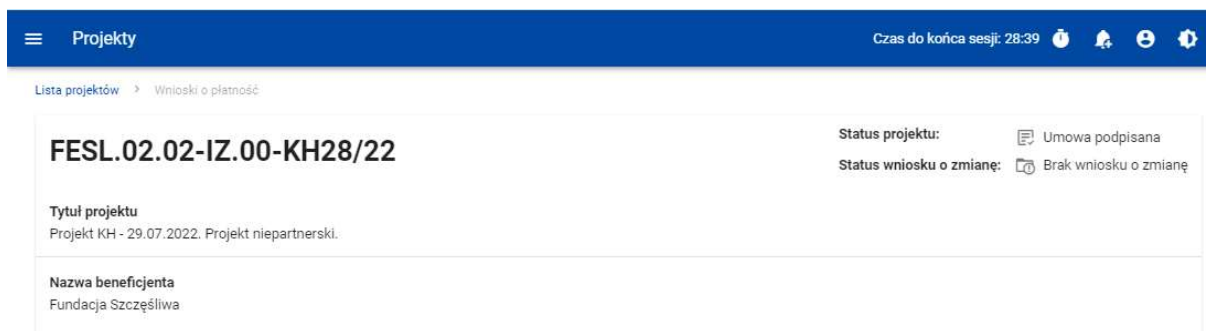 Projekty
Czas do końca sesji: 28:39
Lista projektów > Wnioski o płatność
FESL.02.02-IZ.00-KH28/22
Status projektu: Umowa podpisana
Status wniosku o zmianę: Brak wniosku o zmianę
Tytuł projektu
Projekt KH - 29.07.2022. Projekt niepartnerski.
Nazwa beneficjenta
Fundacja Szczęśliwa